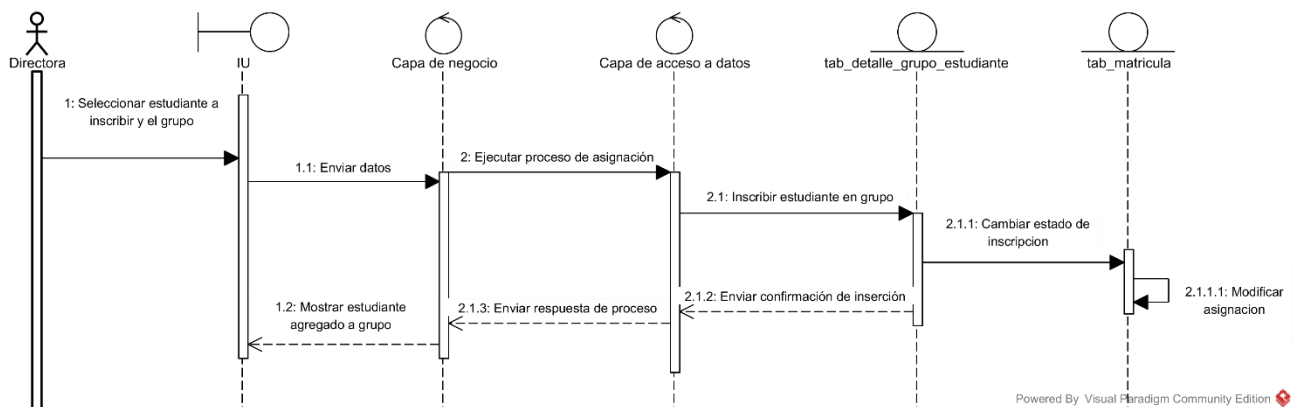 Directora
IU
Capa de negocio
Capa de acceso a datos
tab_detalle_grupo_estudiante
tab_matricula
1: Seleccionar estudiante a
inscribir y el grupo
1.1: Enviar datos
2: Ejecutar proceso de asignación
2.1: Inscribir estudiante en grupo
2.1.1: Cambiar estado de
inscripcion
2.1.1.1: Modificar
asignacion
2.1.2: Enviar confirmación de inserción
2.1.3: Enviar respuesta de proceso
1.2: Mostrar estudiante
agregado a grupo
Powered By Visual Paradigm Community Edition